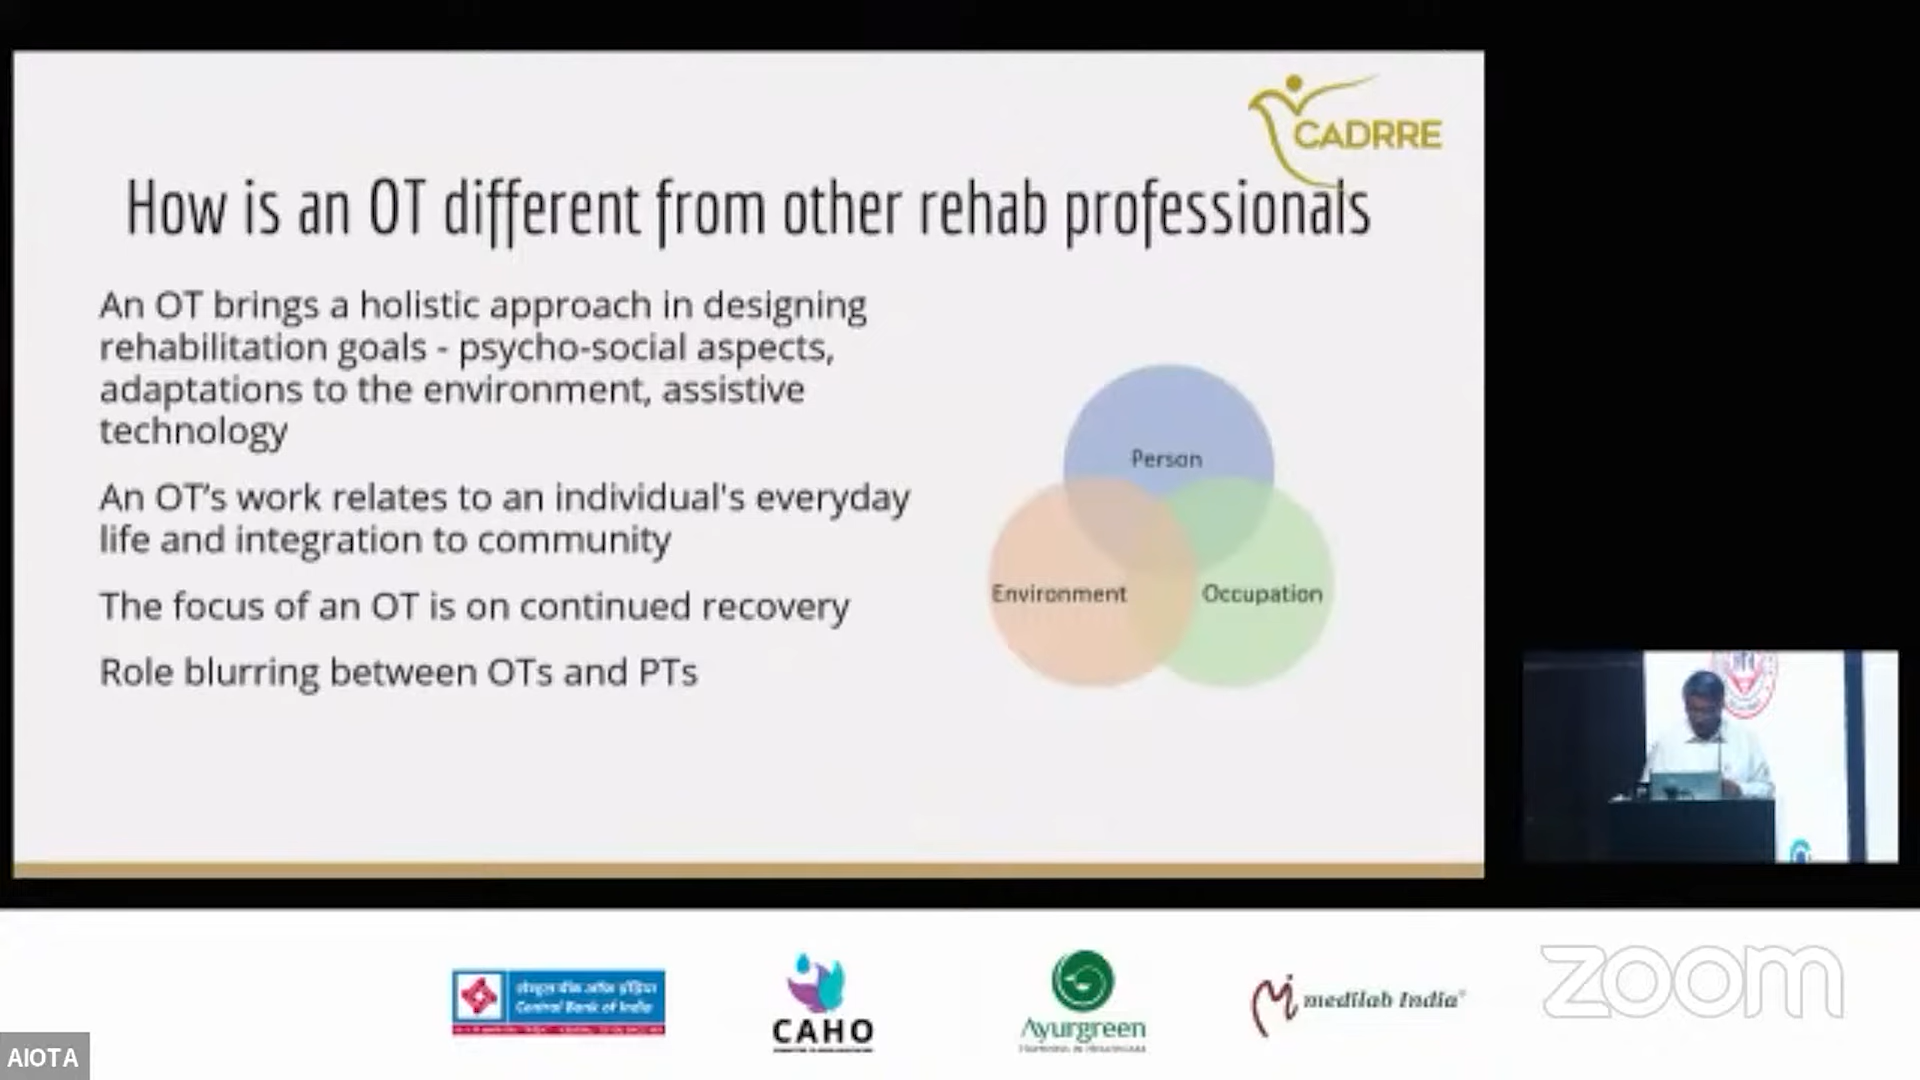 CADRRE
How is an OT different from other rehab professionals
An OT brings a holistic approach in designing
rehabilitation goals - psycho-social aspects,
adaptations to the environment, assistive
technology
An OT’s work relates to an individual's everyday
life and integration to community
The focus of an OT is on continued recovery
Role blurring between OTs and PTs
Person
Environment
Occupation
सेन्ट्रल बैंक ऑफ इंडिया
Central Bank of India
CAHO
Ayurgreen
medilab India
zoom
AIOTA